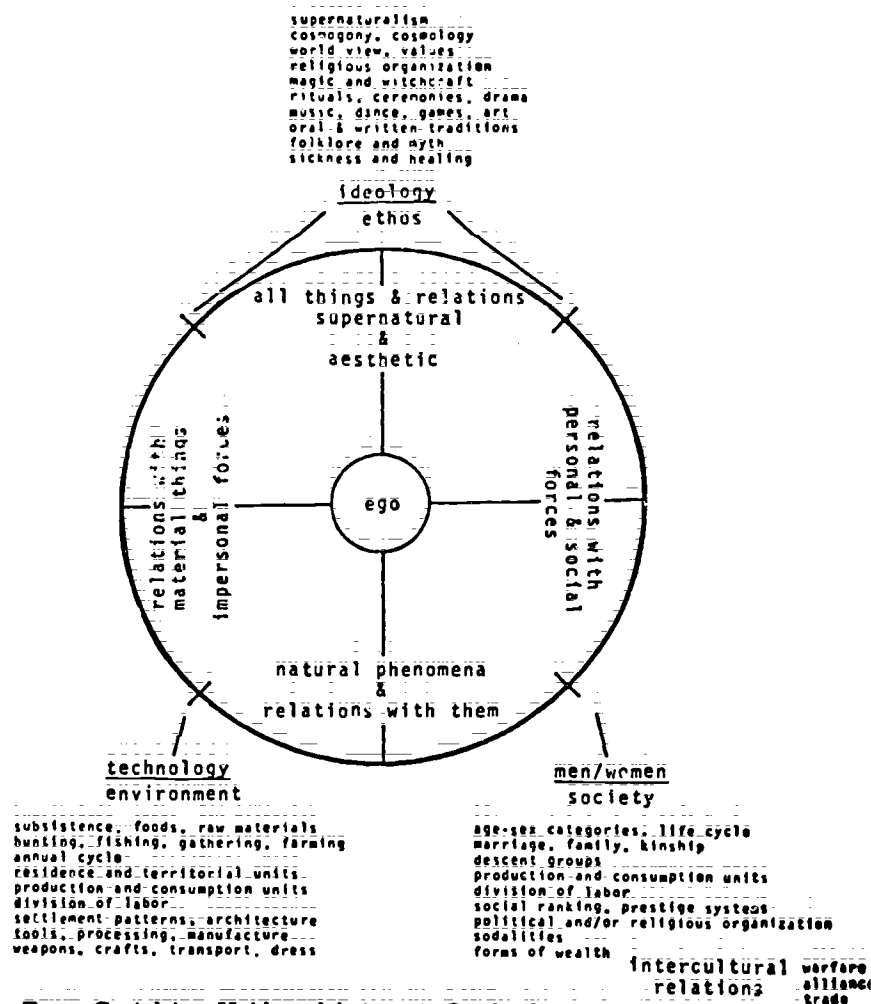 supernaturalism
cosmogony, cosmology
world view, values
religious organization
magic and witchcraft
rituals, ceremonies, drama
music, dance, games, art
oral & written traditions
folklore and myth
sickness and healing
ideology
ethos
all things & relations
supernatural
&
aesthetic
relations with
material things
&
impersonal forces
ego
relations with
personal & social
forces
natural phenomena
&
relations with them
technology
environment
subsistence, foods, raw materials
hunting, fishing, gathering, farming
annual cycle
residence and territorial units
production and consumption units
division of labor
settlement patterns, architecture
tools, processing, manufacture
weapons, crafts, transport, dress
men/women
society
age-sex categories, life cycle
marriage, family, kinship
descent groups
production and consumption units
division of labor
social ranking, prestige systems
political and/or religious organization
sodalities
forms of wealth
intercultural
relations
warfare
alliance
trade